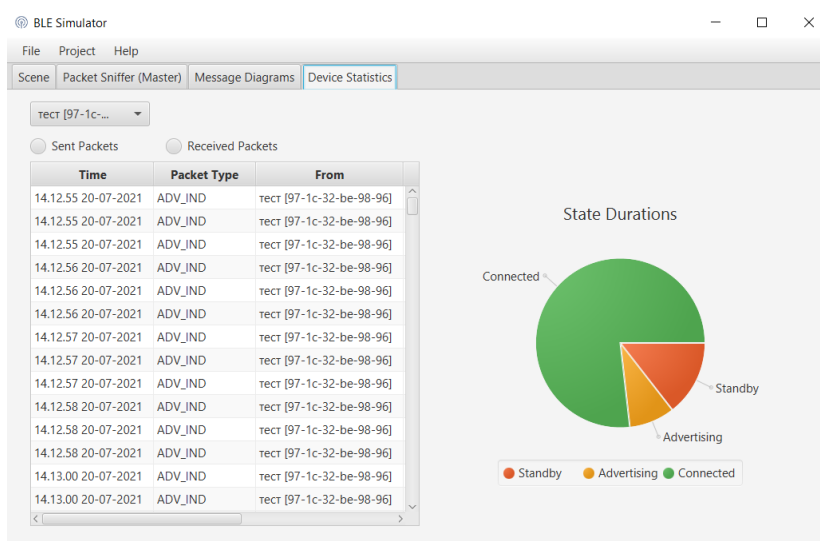 BLE Simulator
File Project Help
Scene Packet Sniffer (Master) Message Diagrams Device Statistics
тест [97-1c-...
Sent Packets Received Packets
Time Packet Type From
14.12.55 20-07-2021 ADV_IND тест [97-1c-32-be-98-96]
14.12.55 20-07-2021 ADV_IND тест [97-1c-32-be-98-96]
14.12.55 20-07-2021 ADV_IND тест [97-1c-32-be-98-96]
14.12.56 20-07-2021 ADV_IND тест [97-1c-32-be-98-96]
14.12.56 20-07-2021 ADV_IND тест [97-1c-32-be-98-96]
14.12.56 20-07-2021 ADV_IND тест [97-1c-32-be-98-96]
14.12.57 20-07-2021 ADV_IND тест [97-1c-32-be-98-96]
14.12.57 20-07-2021 ADV_IND тест [97-1c-32-be-98-96]
14.12.57 20-07-2021 ADV_IND тест [97-1c-32-be-98-96]
14.12.58 20-07-2021 ADV_IND тест [97-1c-32-be-98-96]
14.12.58 20-07-2021 ADV_IND тест [97-1c-32-be-98-96]
14.12.58 20-07-2021 ADV_IND тест [97-1c-32-be-98-96]
14.13.00 20-07-2021 ADV_IND тест [97-1c-32-be-98-96]
14.13.00 20-07-2021 ADV_IND тест [97-1c-32-be-98-96]
State Durations
Connected
Standby
Advertising
Standby Advertising Connected